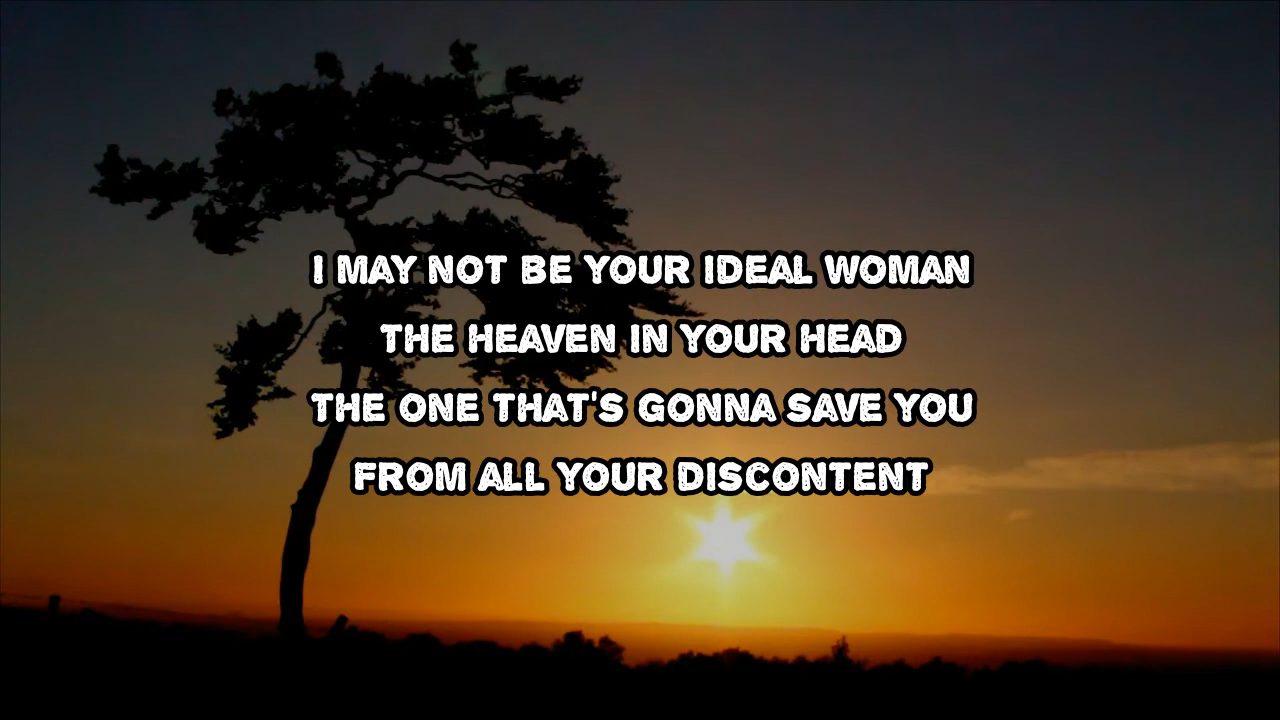 I MAY NOT BE YOUR IDEAL WOMAN
THE HEAVEN IN YOUR HEAD
THE ONE THAT'S GONNA SAVE YOU
FROM ALL YOUR DISCONTENT